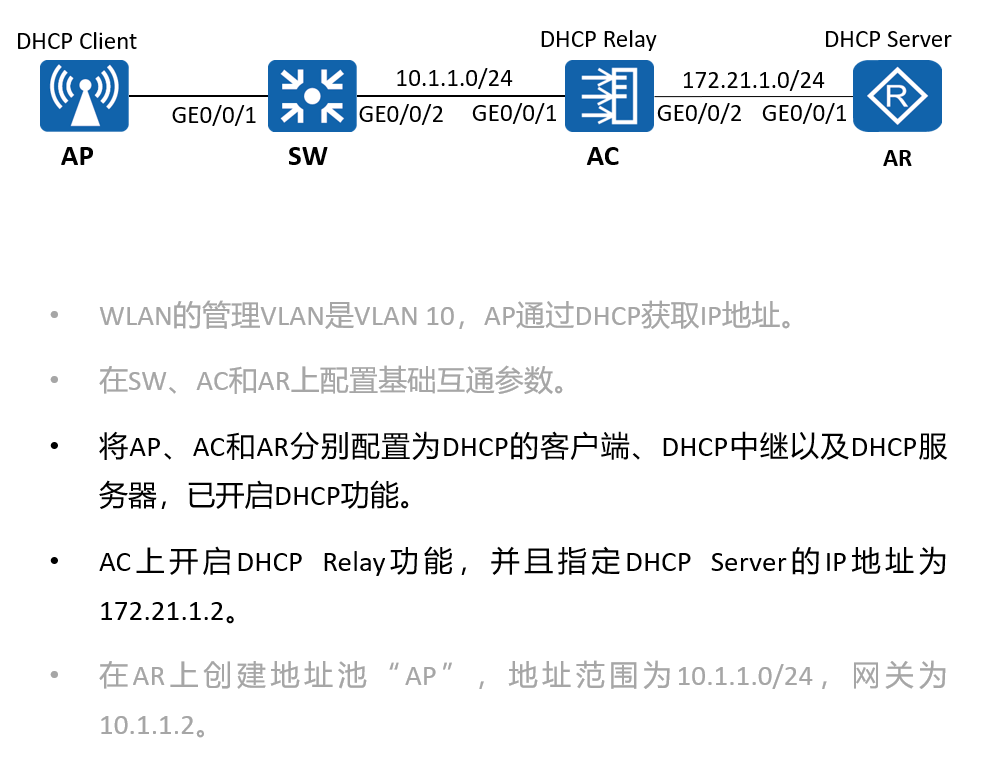 DHCP Client
DHCP Relay
DHCP Server
10.1.1.0/24
172.21.1.0/24
GE0/0/1
GE0/0/2
GE0/0/1
GE0/0/2
GE0/0/1
R
AP
SW
AC
AR
• WLAN的管理VLAN是VLAN 10，AP通过DHCP获取IP地址。
• 在SW、AC和AR上配置基础互通参数。
• 将AP、AC和AR分别配置为DHCP的客户端、DHCP中继以及DHCP服
务器，已开启DHCP功能。
• AC上开启DHCP Relay功能，并且指定DHCP Server的IP地址为
172.21.1.2。
• 在AR上创建地址池“AP”，地址范围为10.1.1.0/24，网关为
10.1.1.2。